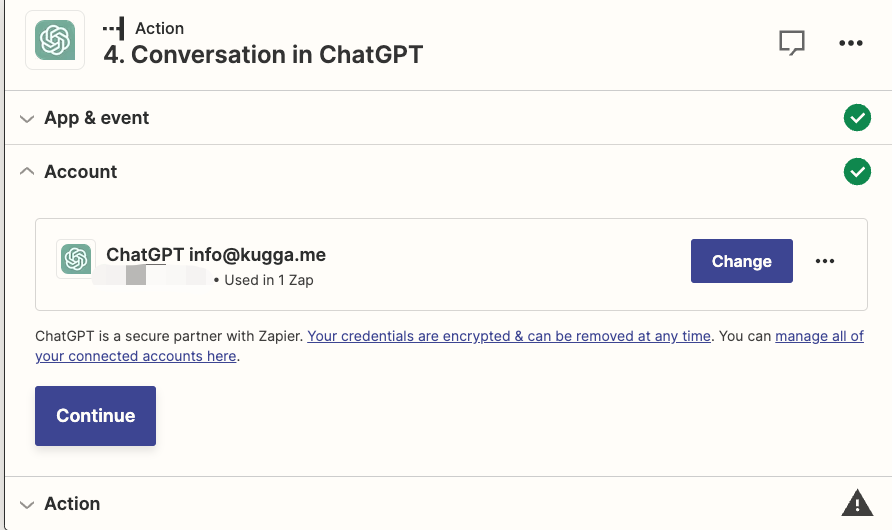 Action
4. Conversation in ChatGPT
App & event
Account
ChatGPT info@kugga.me
• Used in 1 Zap
Change
ChatGPT is a secure partner with Zapier. Your credentials are encrypted & can be removed at any time. You can manage all of
your connected accounts here.
Continue
Action